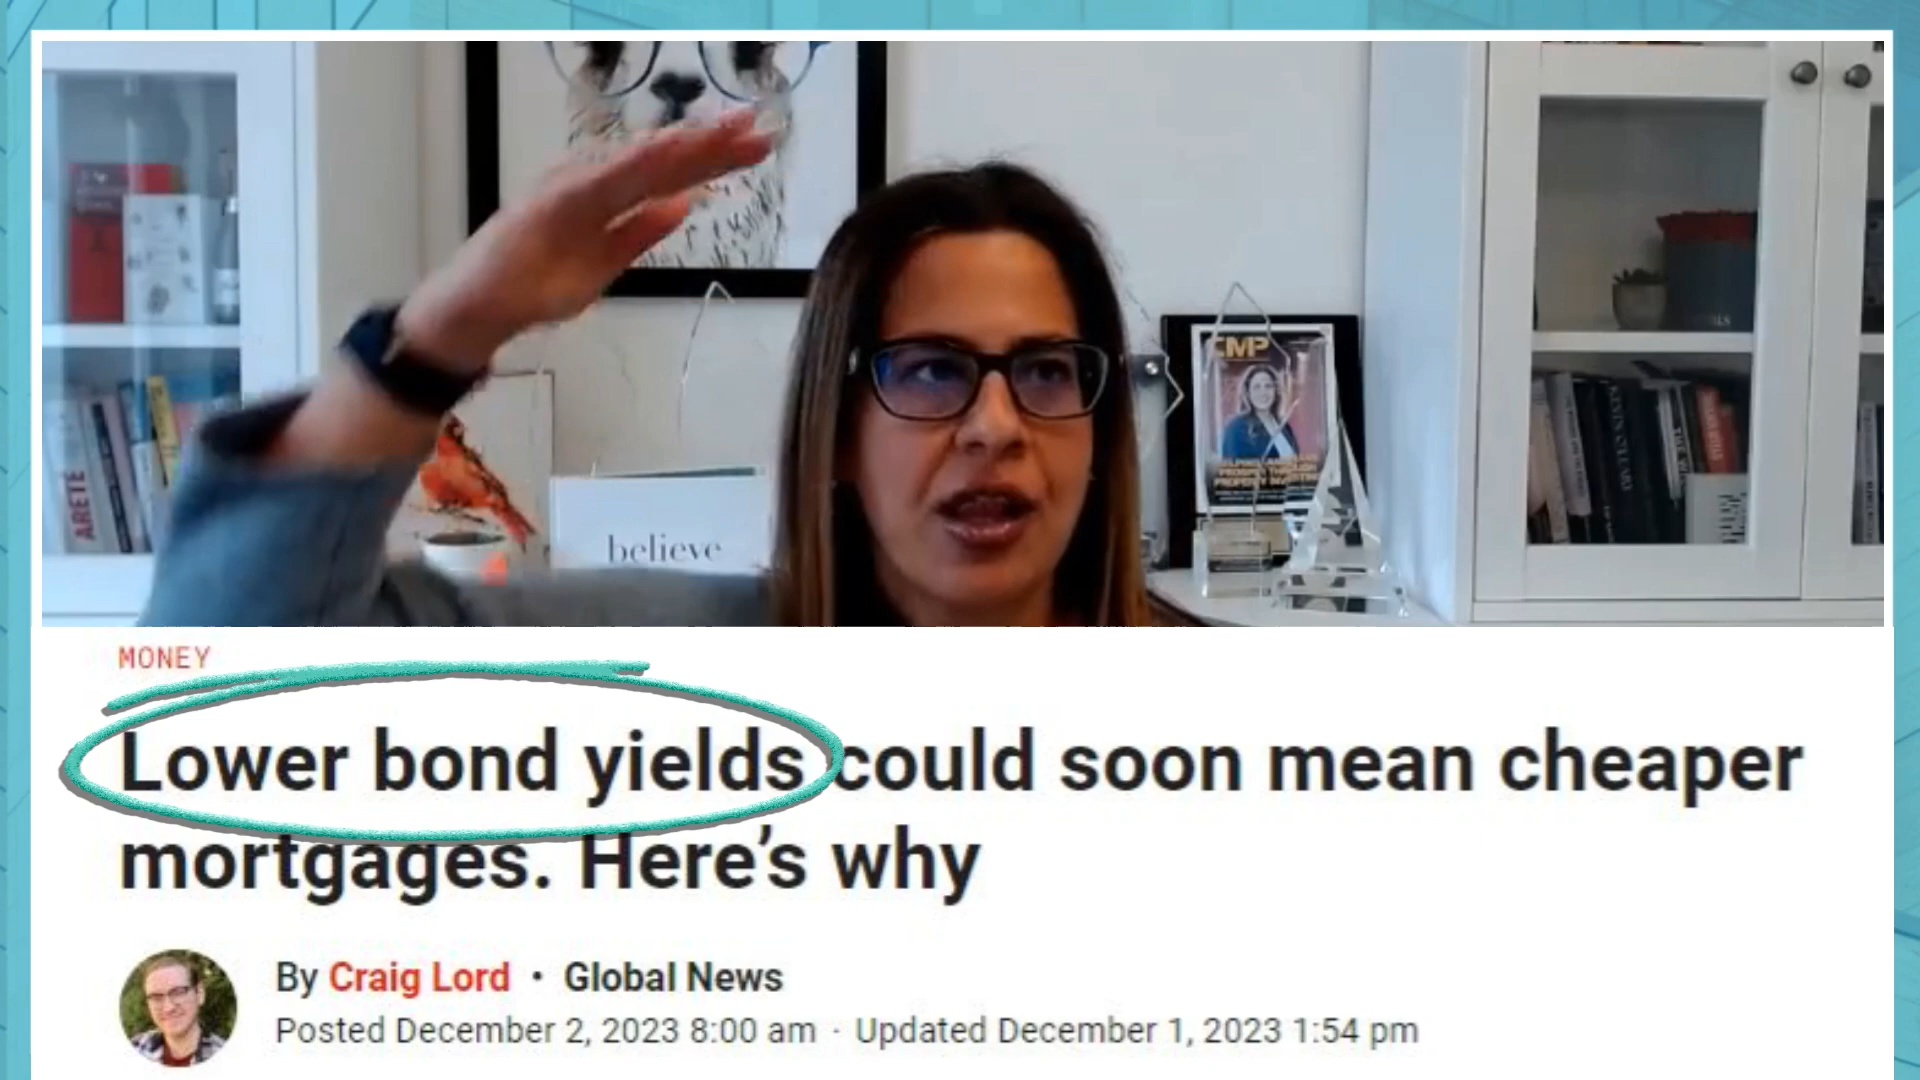 ARETE
believe
CMP
MONEY
Lower bond yields could soon mean cheaper
mortgages. Here's why
By Craig Lord • Global News
Posted December 2, 2023 8:00 am · Updated December 1, 2023 1:54 pm